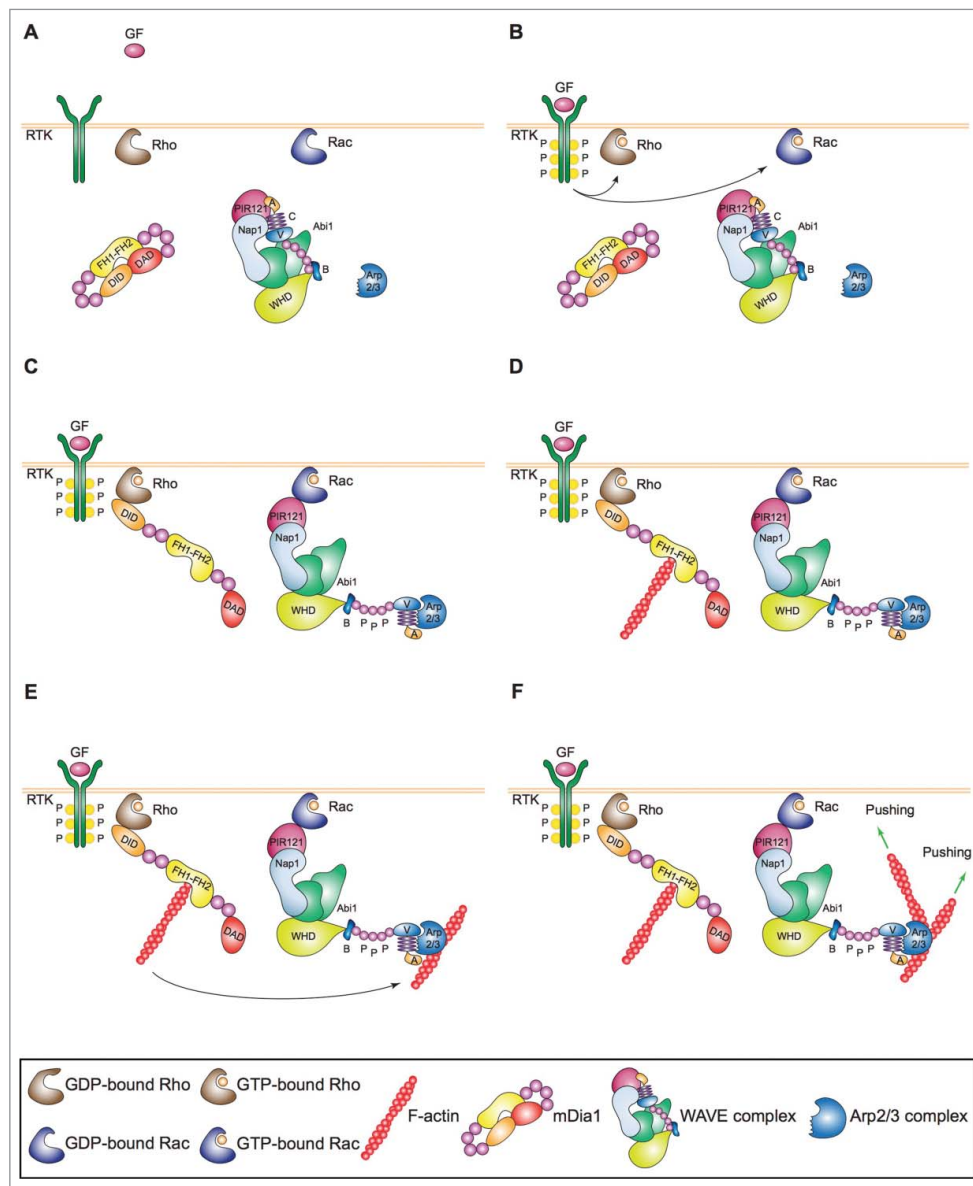 A
GF
RTK
Rho
Rac
FH1-FH2
DAD
DID
PIR121
A
C
Nap1
V
Abi1
B
WHD
Arp
2/3
B
GF
RTK
P P
P P
P P
Rho
Rac
FH1-FH2
DAD
DID
PIR121
A
C
Nap1
V
Abi1
B
WHD
Arp
2/3
C
GF
RTK
P P
P P
P P
Rho
Rac
DID
PIR121
FH1-FH2
Nap1
Abi1
DAD
WHD
V
Arp
2/3
B P P P
A
D
GF
RTK
P P
P P
P P
Rho
Rac
DID
PIR121
FH1-FH2
Nap1
Abi1
DAD
WHD
V
Arp
2/3
B P P P
A
E
GF
RTK
P P
P P
P P
Rho
Rac
DID
PIR121
FH1-FH2
Nap1
Abi1
DAD
WHD
V
Arp
2/3
B P P P
A
F
GF
RTK
P P
P P
P P
Rho
Rac
Pushing
Pushing
DID
PIR121
FH1-FH2
Nap1
Abi1
DAD
WHD
V
Arp
2/3
B P P P
A
GDP-bound Rho
GTP-bound Rho
F-actin
mDia1
WAVE complex
Arp2/3 complex
GDP-bound Rac
GTP-bound Rac